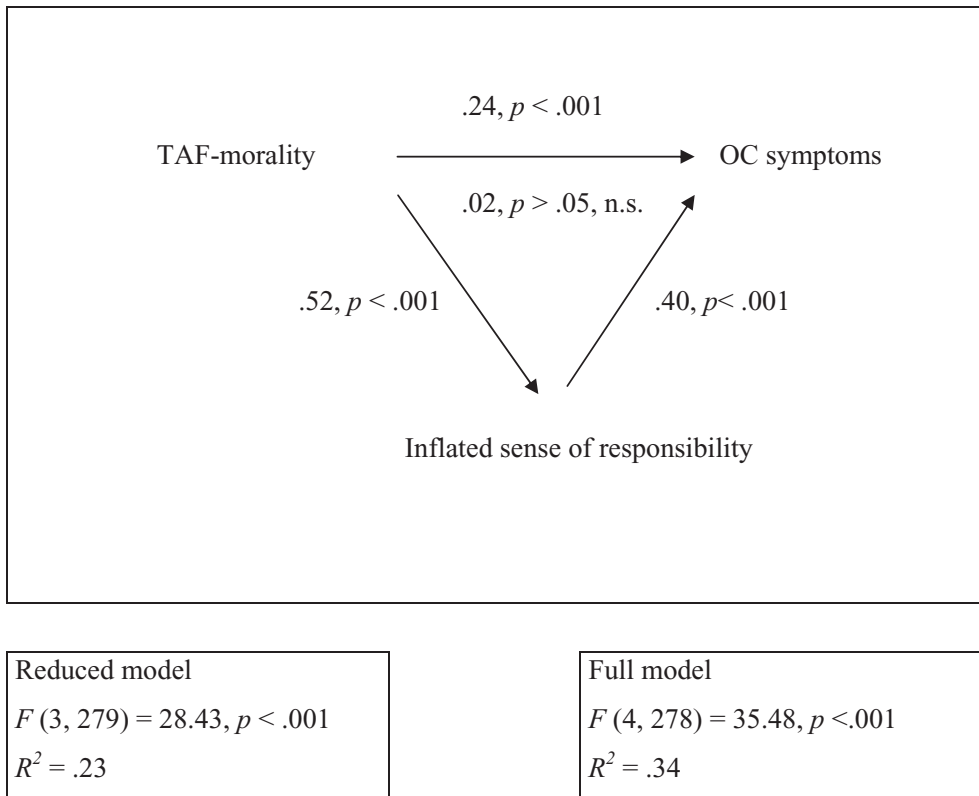 .24, p < .001
TAF-morality OC symptoms
.02, p > .05, n.s.
.52, p < .001 .40, p< .001
Inflated sense of responsibility
Reduced model
F (3, 279) = 28.43, p < .001
R² = .23
Full model
F (4, 278) = 35.48, p <.001
R² = .34